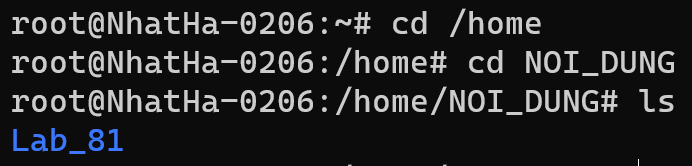 root@NhatHa-0206:~# cd /home
root@NhatHa-0206:/home# cd NOI_DUNG
root@NhatHa-0206:/home/NOI_DUNG# ls
Lab_81